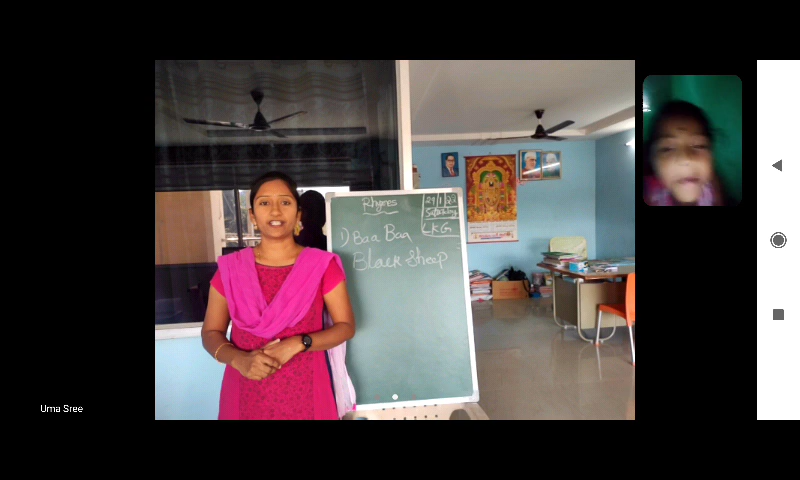 Rhymes
29/1/22
Saturday
LKG
1) Baa Baa
Black Sheep
Uma Sree